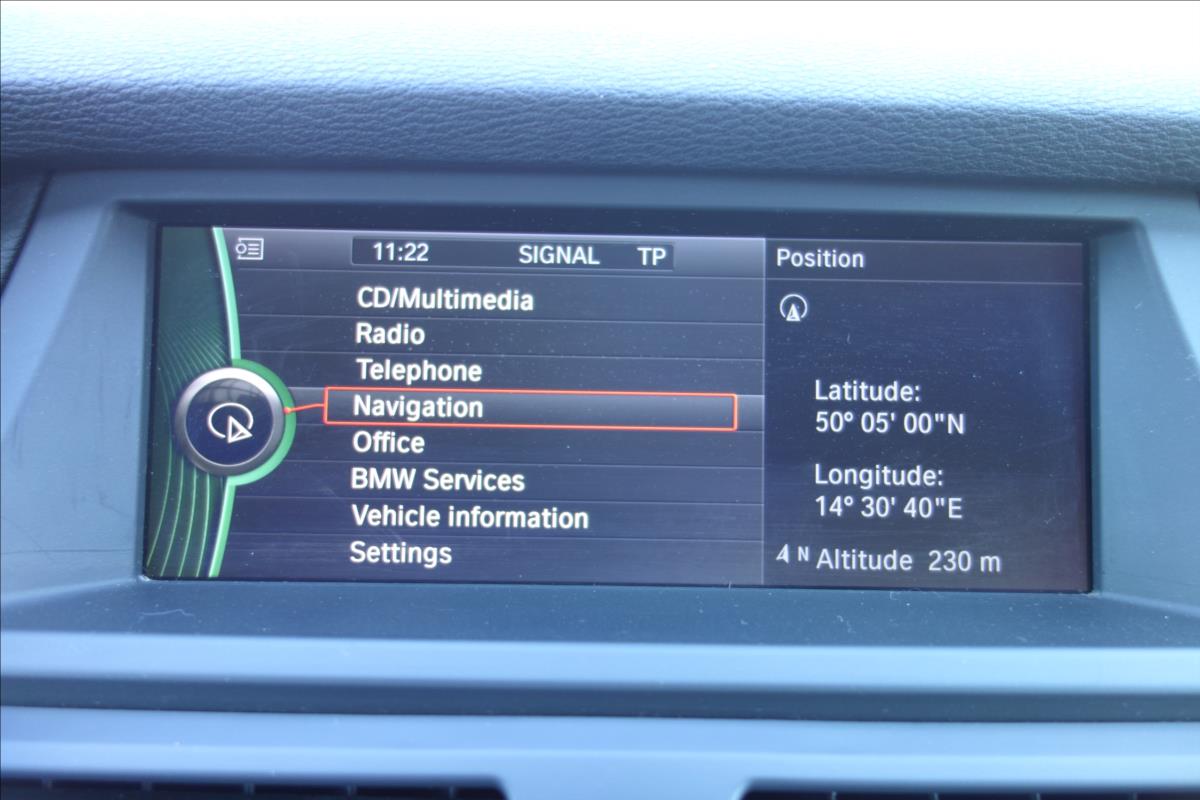 11:22 SIGNAL TP
CD/Multimedia
Radio
Telephone
Navigation
Office
BMW Services
Vehicle information
Settings
Position
Latitude:
50° 05' 00"N
Longitude:
14° 30' 40"E
N Altitude 230 m